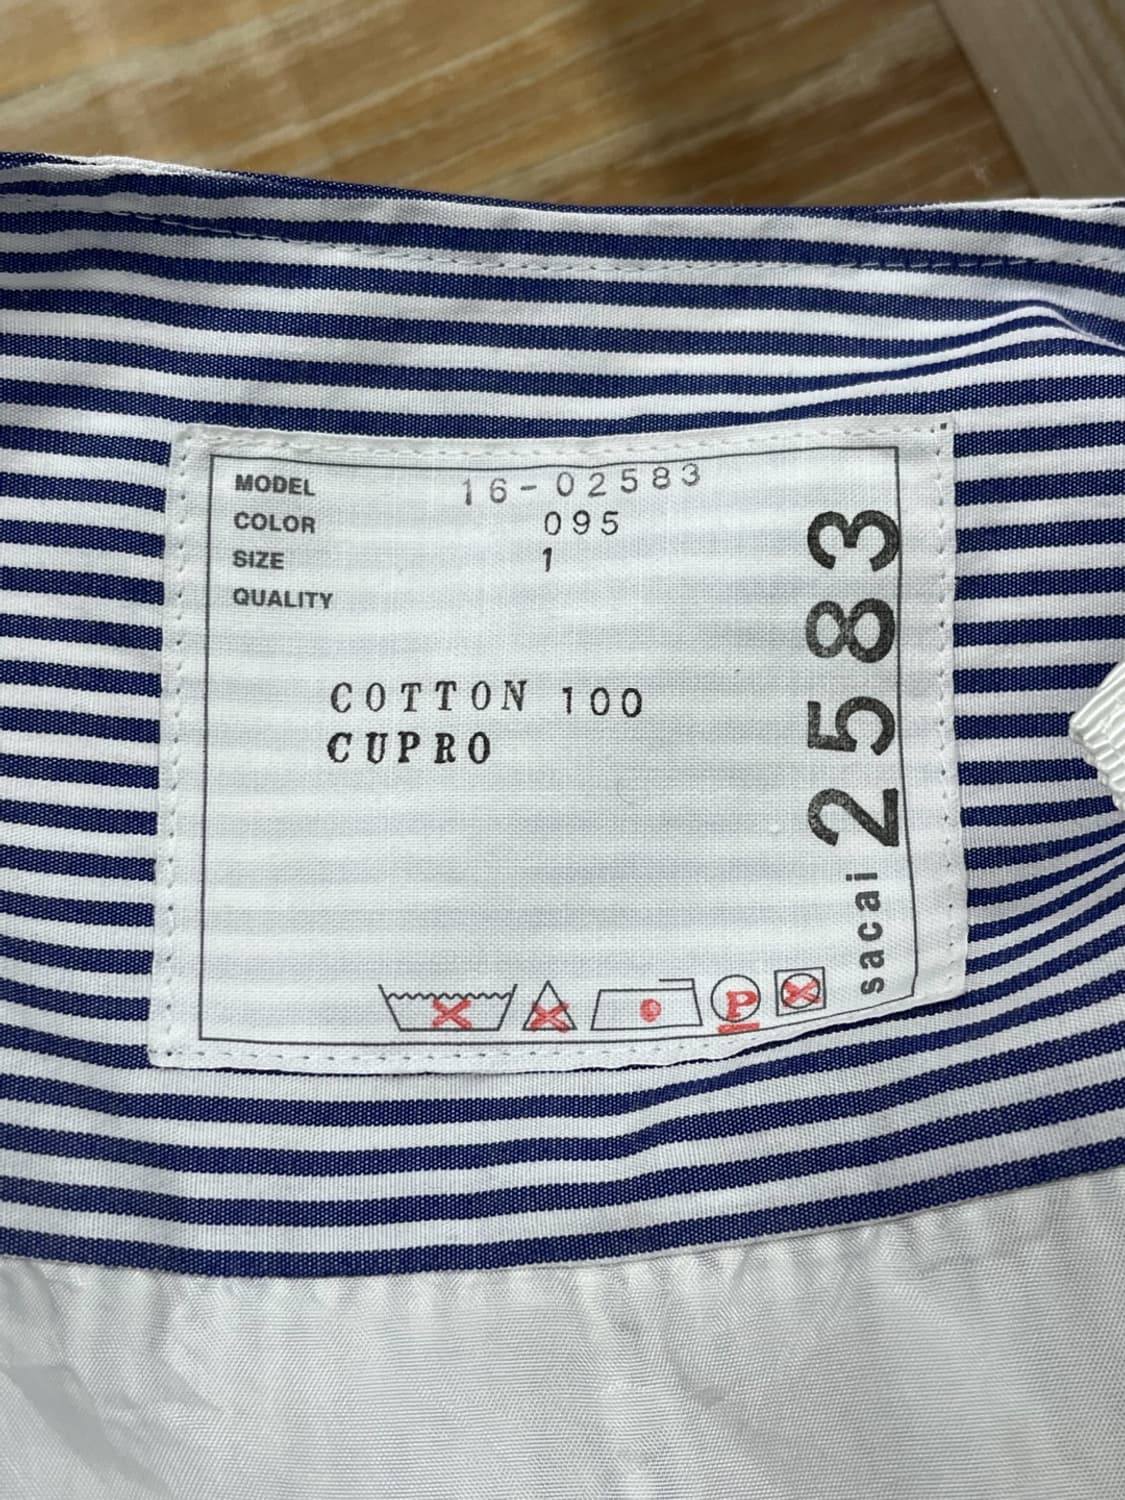 MODEL 16-02583
COLOR 095
SIZE 1
QUALITY
COTTON 100
CUPRO
P
sacai 2583